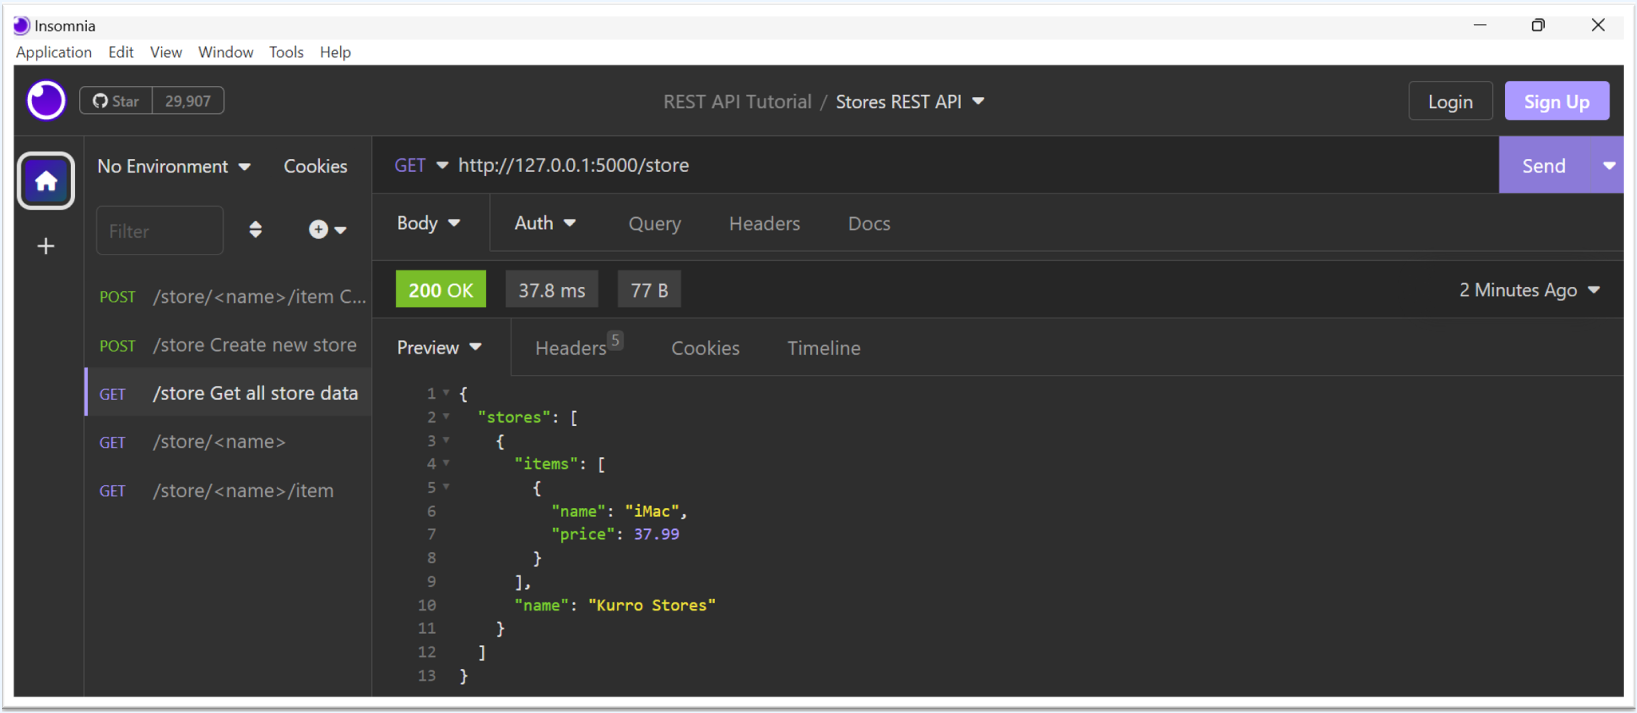 Insomnia
Application Edit View Window Tools Help
Star 29,907 REST API Tutorial / Stores REST API Login Sign Up
No Environment Cookies GET http://127.0.0.1:5000/store Send
Filter Body Auth Query Headers Docs
200 OK 37.8 ms 77 B 2 Minutes Ago
POST /store/<name>/item C...
POST /store Create new store
GET /store Get all store data
GET /store/<name>
GET /store/<name>/item
Preview Headers 5 Cookies Timeline
1 {
2 "stores": [
3 {
4 "items": [
5 {
6 "name": "iMac",
7 "price": 37.99
8 }
9 ],
10 "name": "Kurro Stores"
11 }
12 ]
13 }